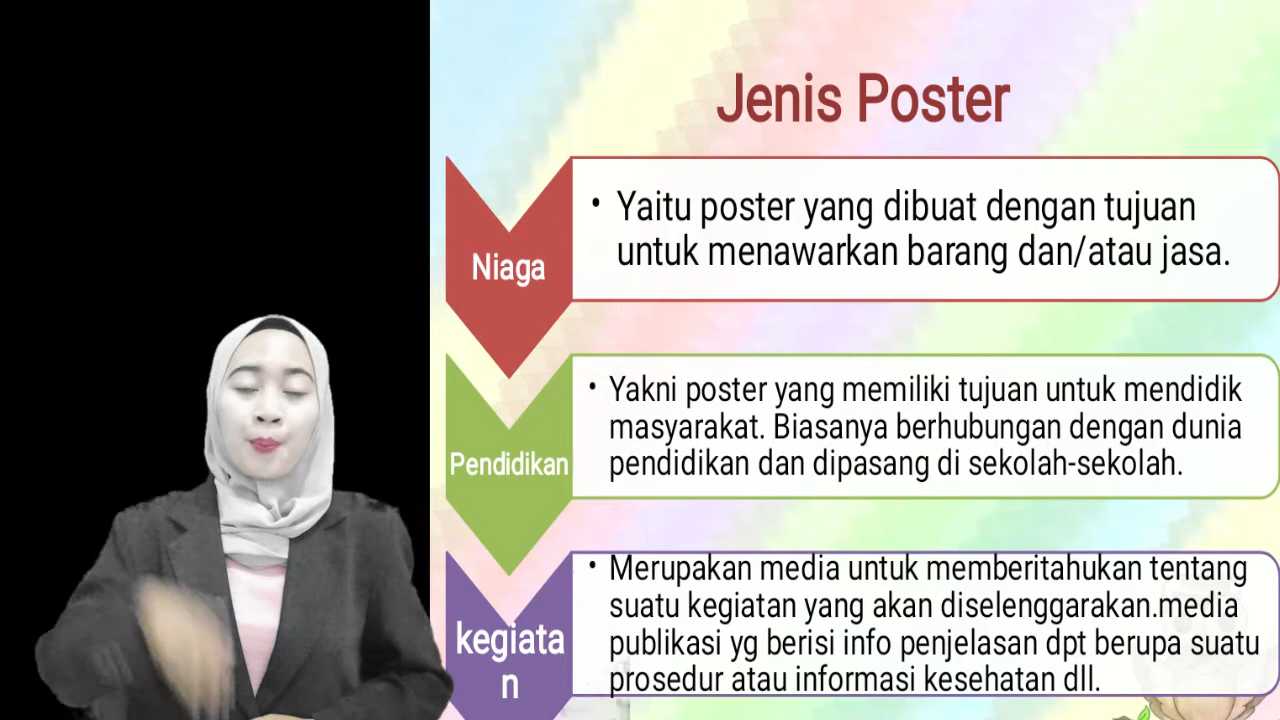 Jenis Poster
Niaga
• Yaitu poster yang dibuat dengan tujuan
untuk menawarkan barang dan/atau jasa.
Pendidikan
• Yakni poster yang memiliki tujuan untuk mendidik
masyarakat. Biasanya berhubungan dengan dunia
pendidikan dan dipasang di sekolah-sekolah.
kegiata
n
• Merupakan media untuk memberitahukan tentang
suatu kegiatan yang akan diselenggarakan.media
publikasi yg berisi info penjelasan dpt berupa suatu
prosedur atau informasi kesehatan dll.